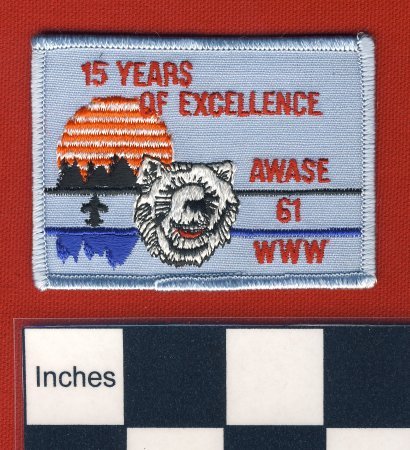 15 YEARS
OF EXCELLENCE
AWASE
61
WWW
Inches